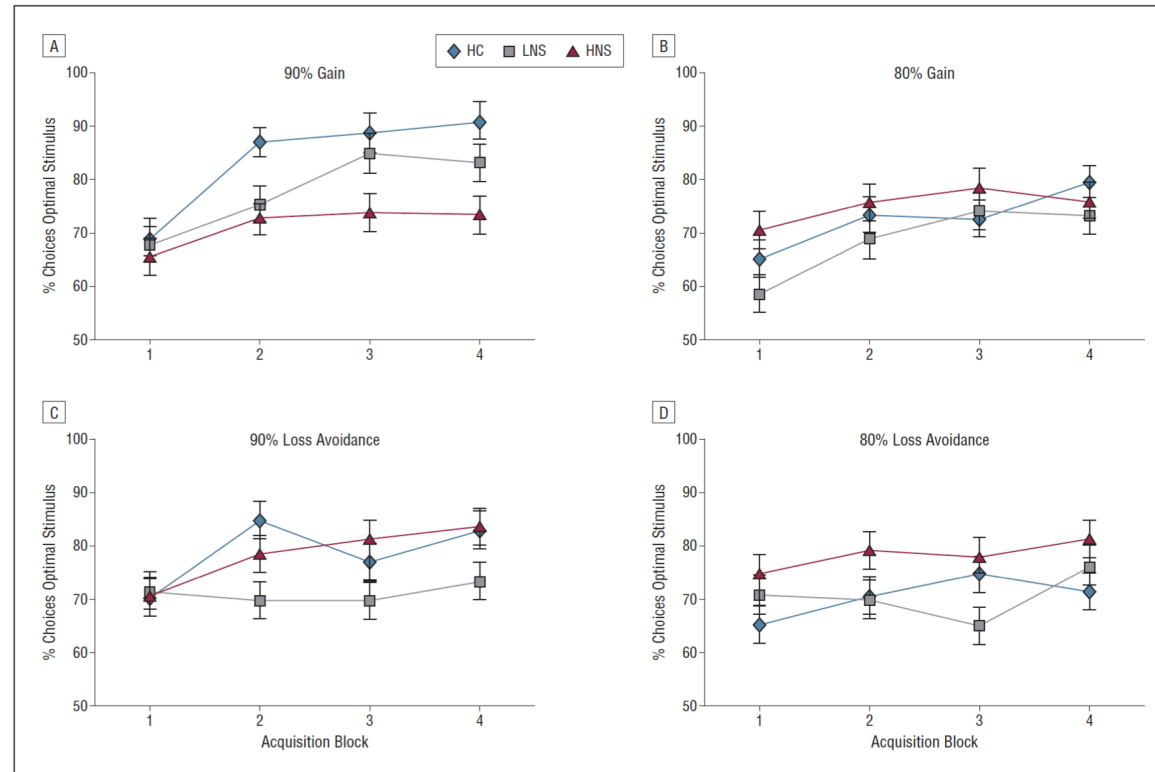 A
HC LNS HNS
90% Gain
% Choices Optimal Stimulus
100
90
80
70
60
50
1 2 3 4
B
80% Gain
% Choices Optimal Stimulus
100
90
80
70
60
50
1 2 3 4
C
90% Loss Avoidance
% Choices Optimal Stimulus
100
90
80
70
60
50
1 2 3 4
Acquisition Block
D
80% Loss Avoidance
% Choices Optimal Stimulus
100
90
80
70
60
50
1 2 3 4
Acquisition Block